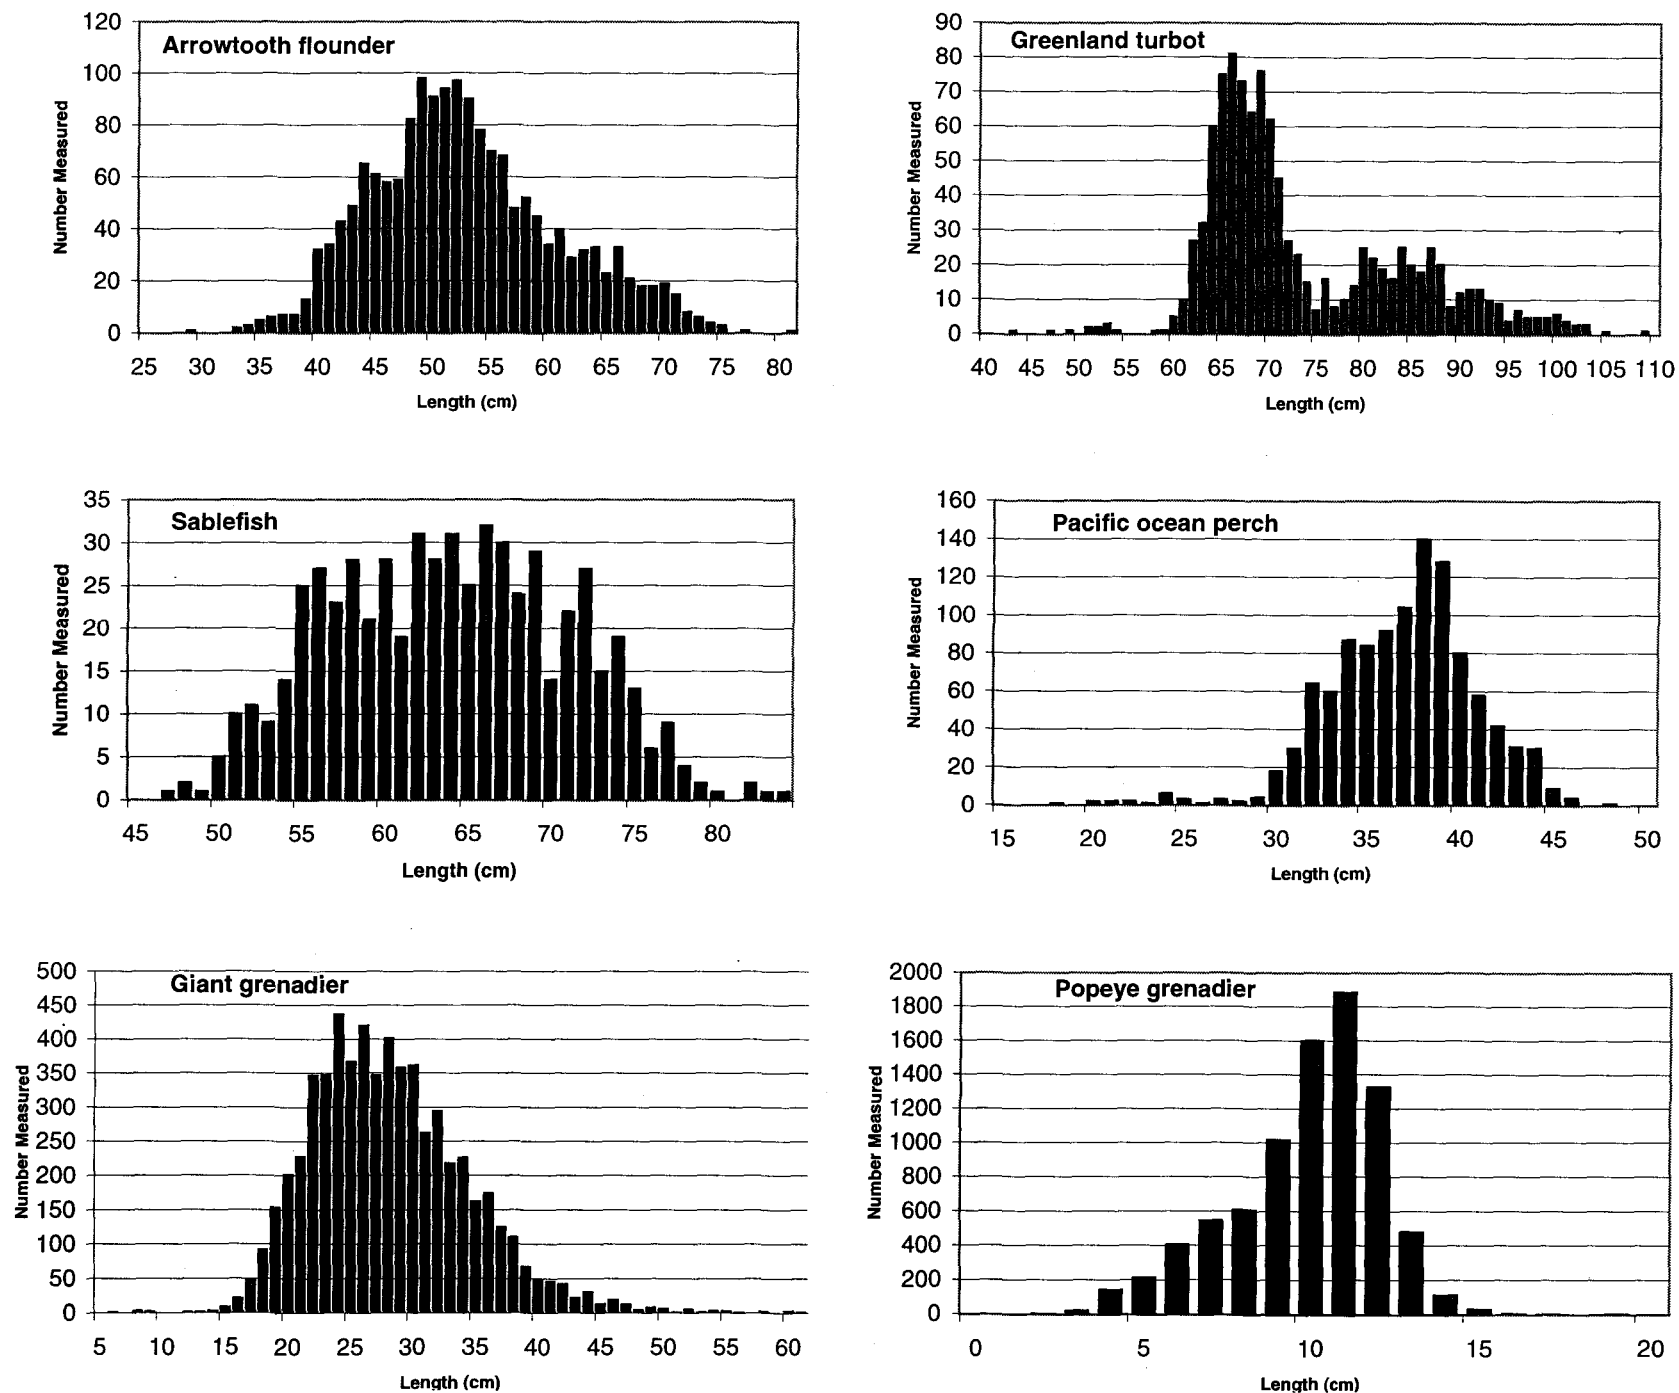 Arrowtooth flounder
Number Measured
120
100
80
60
40
20
0
25 30 35 40 45 50 55 60 65 70 75 80
Length (cm)
Greenland turbot
Number Measured
90
80
70
60
50
40
30
20
10
0
40 45 50 55 60 65 70 75 80 85 90 95 100 105 110
Length (cm)
Sablefish
Number Measured
35
30
25
20
15
10
5
0
45 50 55 60 65 70 75 80
Length (cm)
Pacific ocean perch
Number Measured
160
140
120
100
80
60
40
20
0
15 20 25 30 35 40 45 50
Length (cm)
Giant grenadier
Number Measured
500
450
400
350
300
250
200
150
100
50
0
5 10 15 20 25 30 35 40 45 50 55 60
Length (cm)
Popeye grenadier
Number Measured
2000
1800
1600
1400
1200
1000
800
600
400
200
0
0 5 10 15 20
Length (cm)